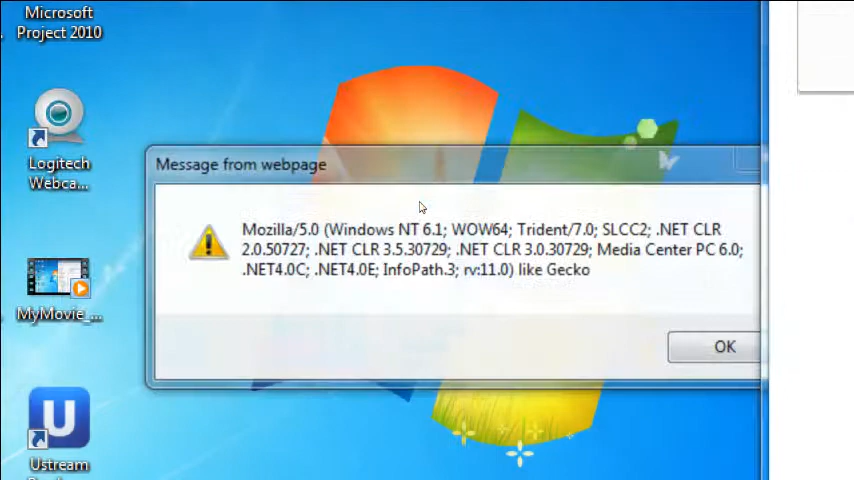 Microsoft
Project 2010
Logitech
Webca...
MyMovie_...
Ustream
Message from webpage
Mozilla/5.0 (Windows NT 6.1; WOW64; Trident/7.0; SLCC2; .NET CLR
2.0.50727; .NET CLR 3.5.30729; .NET CLR 3.0.30729; Media Center PC 6.0;
.NET4.0C; .NET4.0E; InfoPath.3; rv:11.0) like Gecko
OK